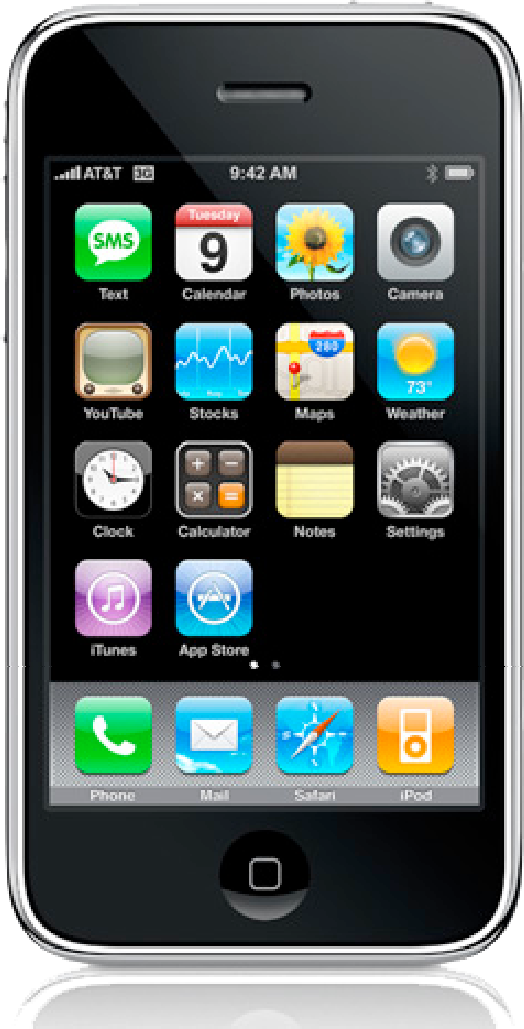 AT&T 3G 9:42 AM
Tuesday
SMS 9 280
Text Calendar Photos Camera
73°
YouTube Stocks Maps Weather
Clock Calculator Notes Settings
iTunes App Store
Phone Mail Safari iPod